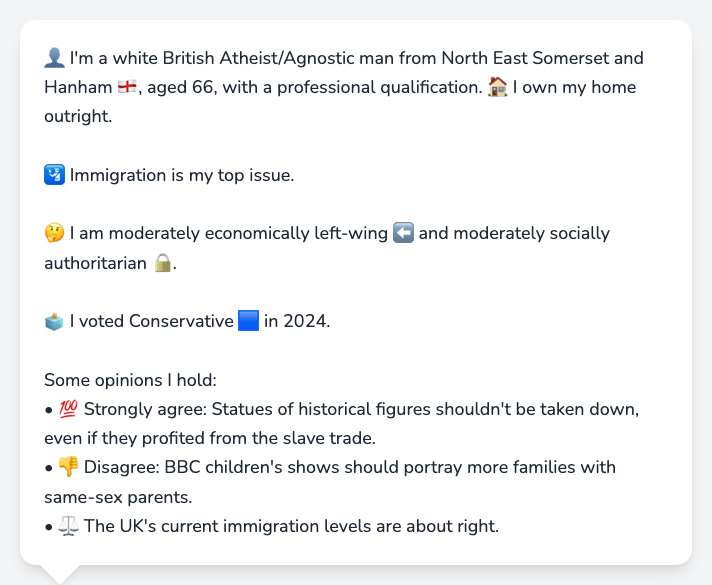 👤 I'm a white British Atheist/Agnostic man from North East Somerset and
Hanham 🏴󠁧󠁢󠁥󠁮󠁧󠁿, aged 66, with a professional qualification. 🏠 I own my home
outright.
🛂 Immigration is my top issue.
🤔 I am moderately economically left-wing ⬅️ and moderately socially
authoritarian 🔒.
🗳️ I voted Conservative 🟦 in 2024.
Some opinions I hold:
• 💯 Strongly agree: Statues of historical figures shouldn't be taken down,
even if they profited from the slave trade.
• 👎 Disagree: BBC children's shows should portray more families with
same-sex parents.
• ⚖️ The UK's current immigration levels are about right.